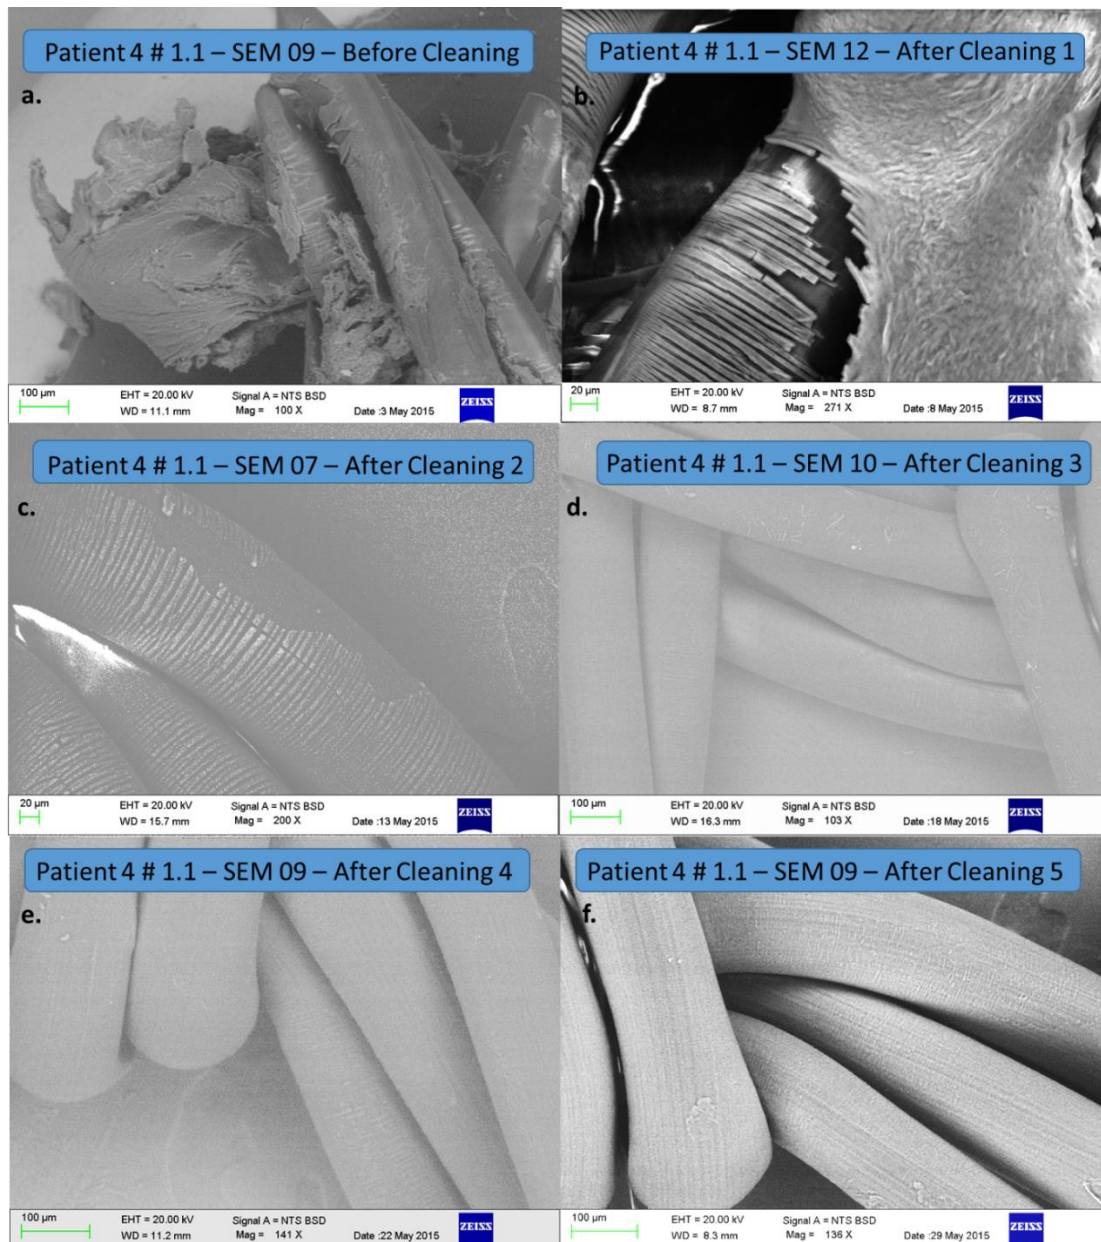 Patient 4 # 1.1 – SEM 09 – Before Cleaning
a.
100 µm
EHT = 20.00 kV
Signal A = NTS BSD
WD = 11.1 mm
Mag = 100 X
Date :3 May 2015
ZEISS
Patient 4 # 1.1 – SEM 12 – After Cleaning 1
b.
20 µm
EHT = 20.00 kV
Signal A = NTS BSD
WD = 8.7 mm
Mag = 271 X
Date :8 May 2015
ZEISS
Patient 4 # 1.1 – SEM 07 – After Cleaning 2
c.
20 µm
EHT = 20.00 kV
Signal A = NTS BSD
WD = 15.7 mm
Mag = 200 X
Date :13 May 2015
ZEISS
Patient 4 # 1.1 – SEM 10 – After Cleaning 3
d.
100 µm
EHT = 20.00 kV
Signal A = NTS BSD
WD = 16.3 mm
Mag = 103 X
Date :18 May 2015
ZEISS
Patient 4 # 1.1 – SEM 09 – After Cleaning 4
e.
100 µm
EHT = 20.00 kV
Signal A = NTS BSD
WD = 11.2 mm
Mag = 141 X
Date :22 May 2015
ZEISS
Patient 4 # 1.1 – SEM 09 – After Cleaning 5
f.
100 µm
EHT = 20.00 kV
Signal A = NTS BSD
WD = 8.3 mm
Mag = 136 X
Date :29 May 2015
ZEISS